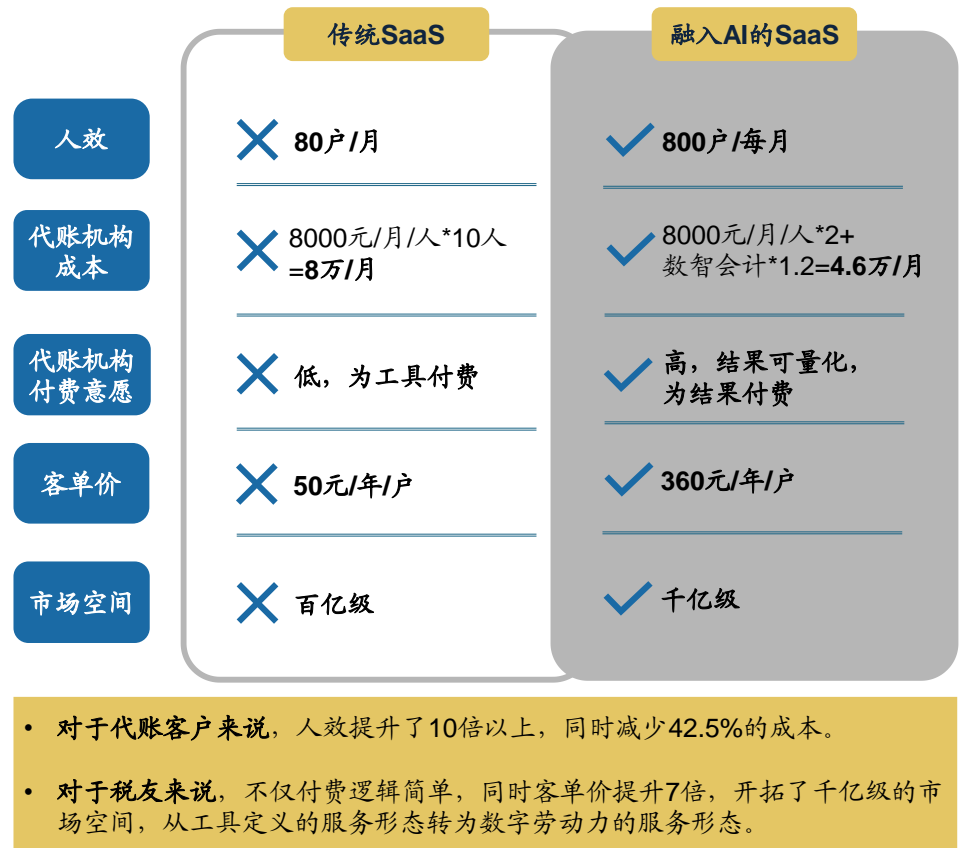 传统SaaS
融入AI的SaaS
人效
80户/月
800户/每月
代账机构
成本
8000元/月/人*10人
=8万/月
8000元/月/人*2+
数智会计*1.2=4.6万/月
代账机构
付费意愿
低，为工具付费
高，结果可量化，
为结果付费
客单价
50元/年/户
360元/年/户
市场空间
百亿级
千亿级
• 对于代账客户来说，人效提升了10倍以上，同时减少42.5%的成本。
• 对于税友来说，不仅付费逻辑简单，同时客单价提升7倍，开拓了千亿级的市
场空间，从工具定义的服务形态转为数字劳动力的服务形态。